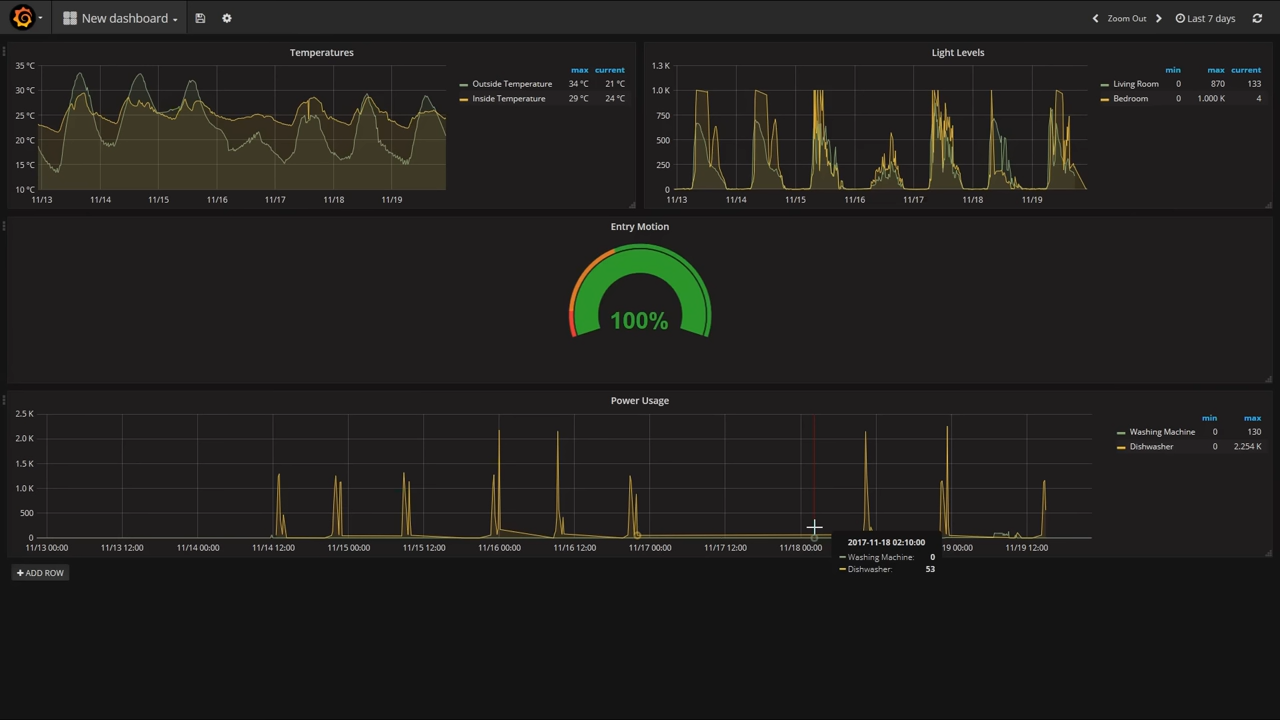 New dashboard
Zoom Out
Last 7 days
Temperatures
35 °C
30 °C
25 °C
20 °C
15 °C
10 °C
11/13 11/14 11/15 11/16 11/17 11/18 11/19
max current
Outside Temperature 34 °C 21 °C
Inside Temperature 29 °C 24 °C
Light Levels
1.3 K
1.0 K
750
500
250
0
11/13 11/14 11/15 11/16 11/17 11/18 11/19
min max current
Living Room 0 870 133
Bedroom 0 1.000 K 4
Entry Motion
100%
Power Usage
2.5 K
2.0 K
1.5 K
1.0 K
500
0
11/13 00:00 11/13 12:00 11/14 00:00 11/14 12:00 11/15 00:00 11/15 12:00 11/16 00:00 11/16 12:00 11/17 00:00 11/17 12:00 11/18 00:00 19 00:00 11/19 12:00
min max
Washing Machine 0 130
Dishwasher 0 2.254 K
2017-11-18 02:10:00
Washing Machine: 0
Dishwasher: 53
+ ADD ROW